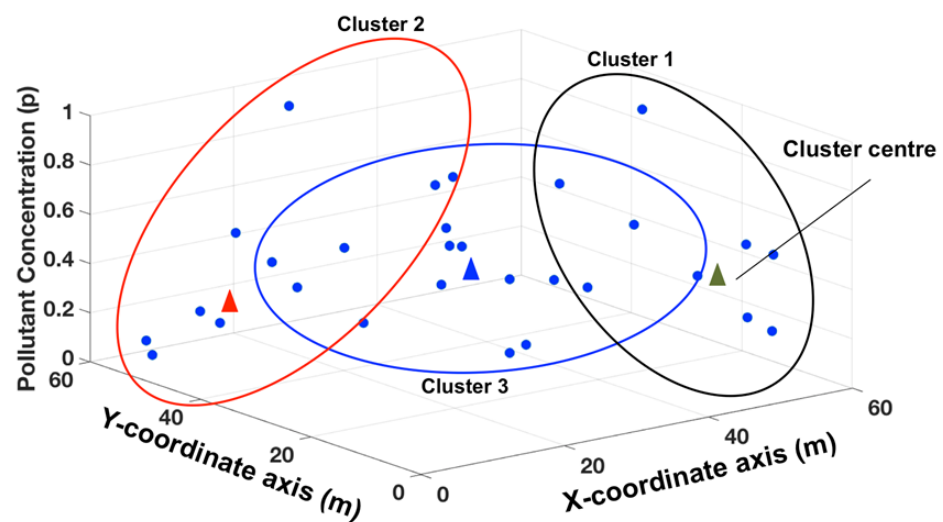 Cluster 2
Cluster 1
Cluster centre
Cluster 3
Pollutant Concentration (p)
1
0.8
0.6
0.4
0.2
0
60
40
20
0
Y-coordinate axis (m)
0
20
40
60
X-coordinate axis (m)